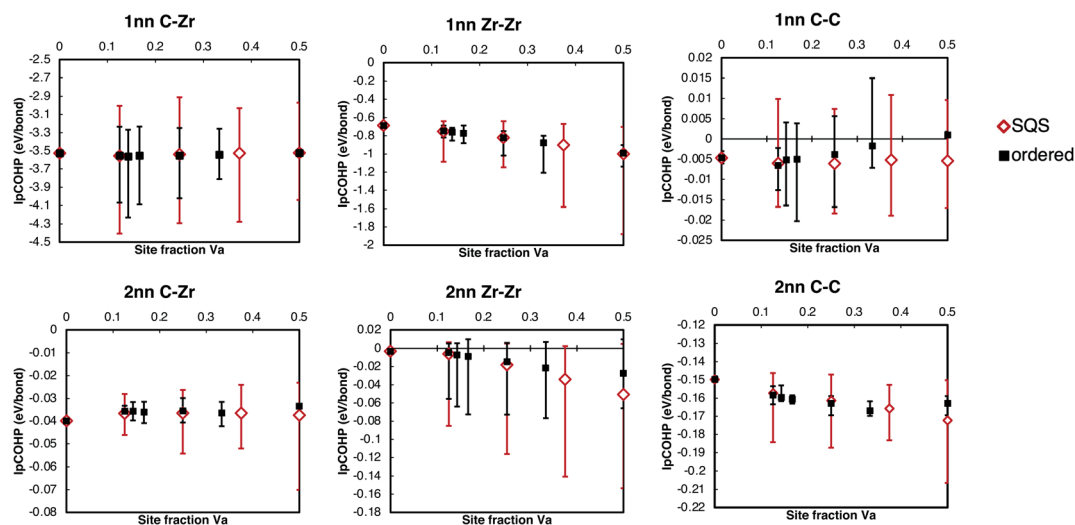 1nn C-Zr
0 0.1 0.2 0.3 0.4 0.5
-2.5
-2.7
-2.9
-3.1
-3.3
-3.5
-3.7
-3.9
-4.1
-4.3
-4.5
IpCOHP (eV/bond)
Site fraction Va
1nn Zr-Zr
0 0.1 0.2 0.3 0.4 0.5
0
-0.2
-0.4
-0.6
-0.8
-1
-1.2
-1.4
-1.6
-1.8
-2
IpCOHP (eV/bond)
Site fraction Va
1nn C-C
0 0.1 0.2 0.3 0.4 0.5
0.02
0.015
0.01
0.005
0
-0.005
-0.01
-0.015
-0.02
-0.025
IpCOHP (eV/bond)
Site fraction Va
SQS
ordered
2nn C-Zr
0 0.1 0.2 0.3 0.4 0.5
0
-0.01
-0.02
-0.03
-0.04
-0.05
-0.06
-0.07
-0.08
IpCOHP (eV/bond)
Site fraction Va
2nn Zr-Zr
0 0.1 0.2 0.3 0.4 0.5
0.02
0
-0.02
-0.04
-0.06
-0.08
-0.1
-0.12
-0.14
-0.16
-0.18
IpCOHP (eV/bond)
Site fraction Va
2nn C-C
0 0.1 0.2 0.3 0.4 0.5
-0.12
-0.13
-0.14
-0.15
-0.16
-0.17
-0.18
-0.19
-0.20
-0.21
-0.22
IpCOHP (eV/bond)
Site fraction Va